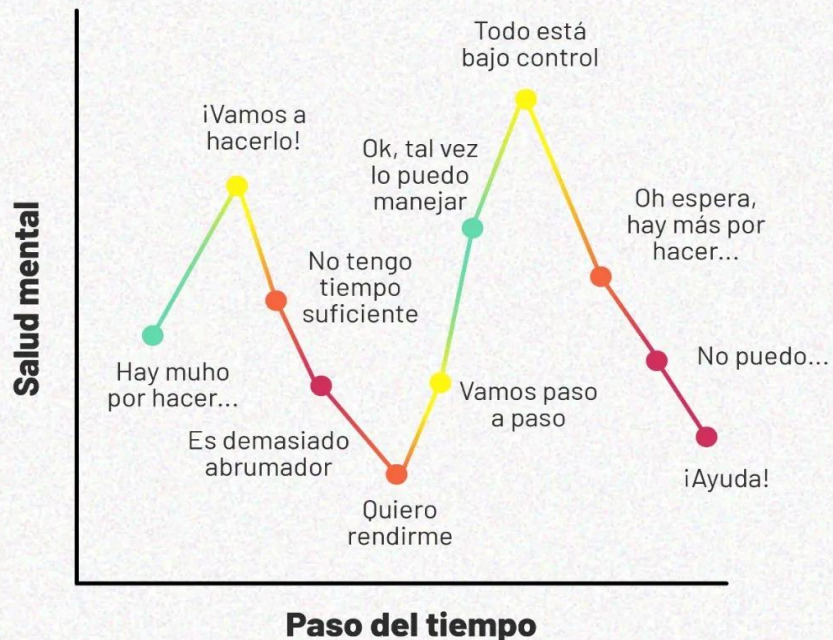 Todo está
bajo control
¡Vamos a
hacerlo!
Ok, tal vez
lo puedo
manejar
Oh espera,
hay más por
hacer...
No tengo
tiempo
suficiente
Salud mental
Hay muho
por hacer...
No puedo...
Vamos paso
a paso
Es demasiado
abrumador
¡Ayuda!
Quiero
rendirme
Paso del tiempo